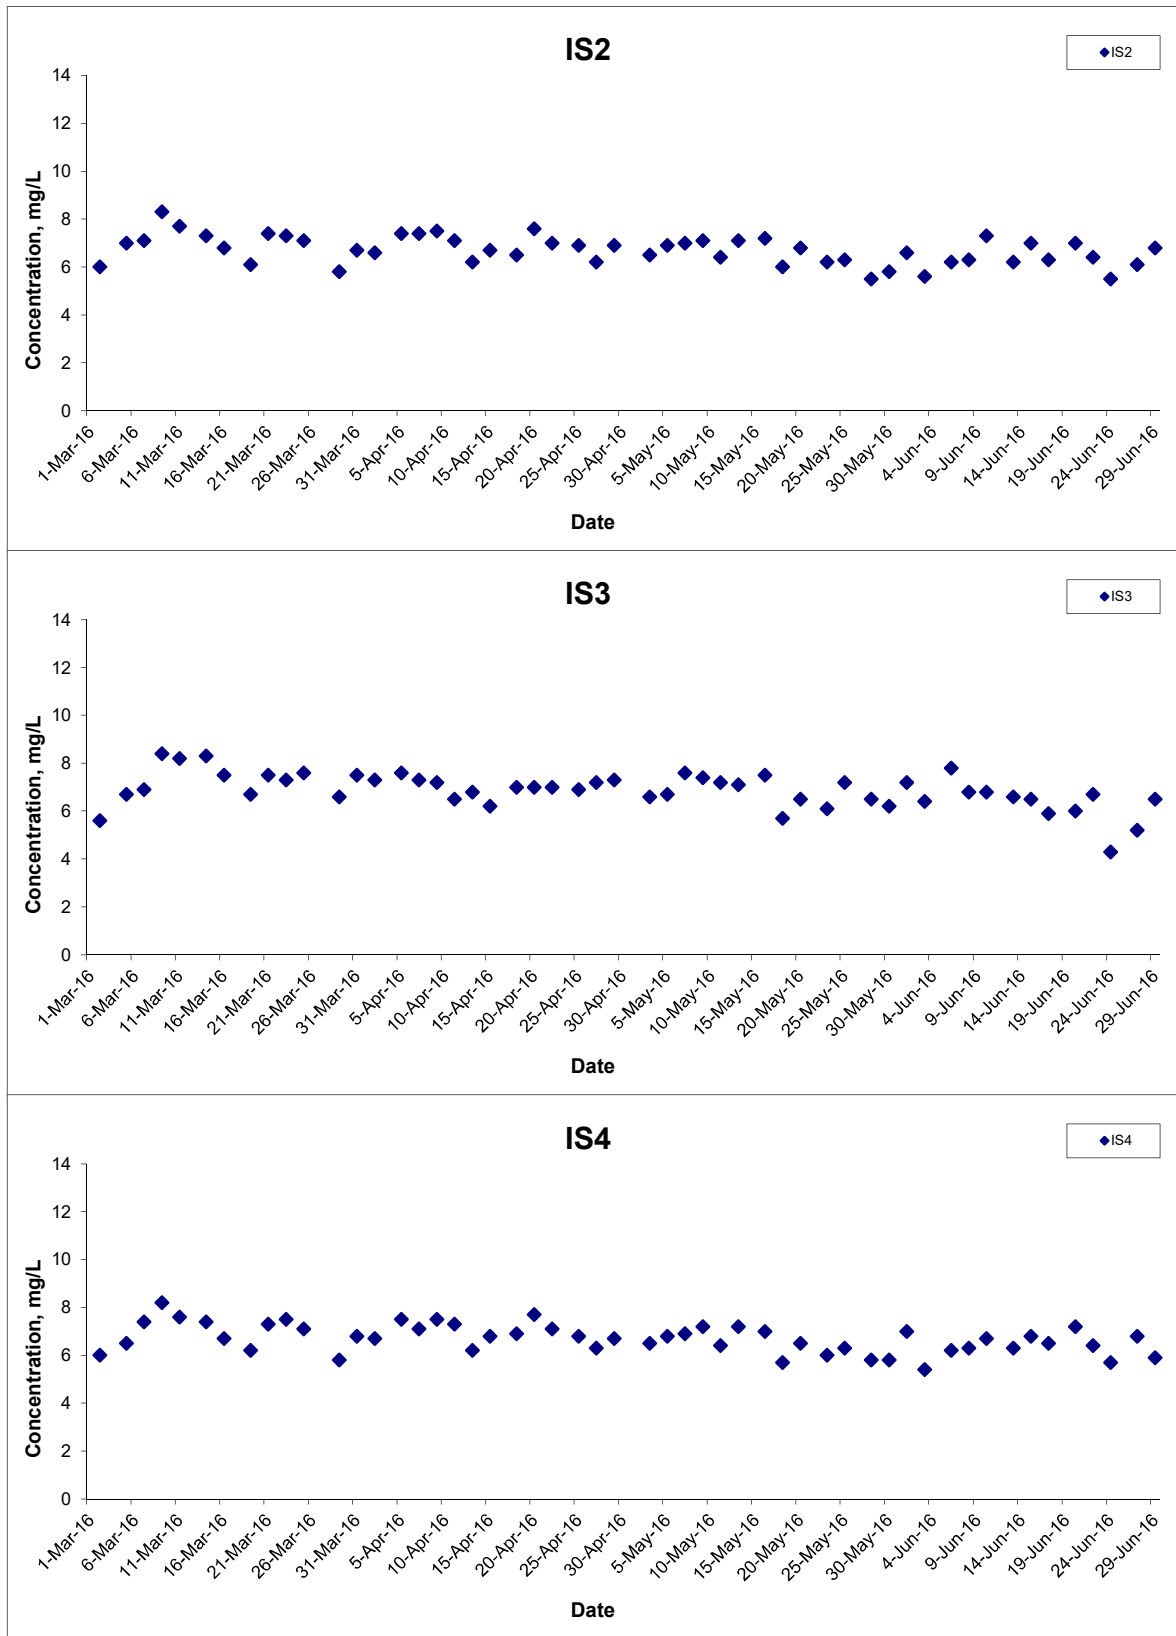 IS2
IS2
Concentration, mg/L
14
12
10
8
6
4
2
0
1-Mar-16
6-Mar-16
11-Mar-16
16-Mar-16
21-Mar-16
26-Mar-16
31-Mar-16
5-Apr-16
10-Apr-16
15-Apr-16
20-Apr-16
25-Apr-16
30-Apr-16
5-May-16
10-May-16
15-May-16
20-May-16
25-May-16
30-May-16
4-Jun-16
9-Jun-16
14-Jun-16
19-Jun-16
24-Jun-16
29-Jun-16
Date
IS3
IS3
Concentration, mg/L
14
12
10
8
6
4
2
0
1-Mar-16
6-Mar-16
11-Mar-16
16-Mar-16
21-Mar-16
26-Mar-16
31-Mar-16
5-Apr-16
10-Apr-16
15-Apr-16
20-Apr-16
25-Apr-16
30-Apr-16
5-May-16
10-May-16
15-May-16
20-May-16
25-May-16
30-May-16
4-Jun-16
9-Jun-16
14-Jun-16
19-Jun-16
24-Jun-16
29-Jun-16
Date
IS4
IS4
Concentration, mg/L
14
12
10
8
6
4
2
0
1-Mar-16
6-Mar-16
11-Mar-16
16-Mar-16
21-Mar-16
26-Mar-16
31-Mar-16
5-Apr-16
10-Apr-16
15-Apr-16
20-Apr-16
25-Apr-16
30-Apr-16
5-May-16
10-May-16
15-May-16
20-May-16
25-May-16
30-May-16
4-Jun-16
9-Jun-16
14-Jun-16
19-Jun-16
24-Jun-16
29-Jun-16
Date